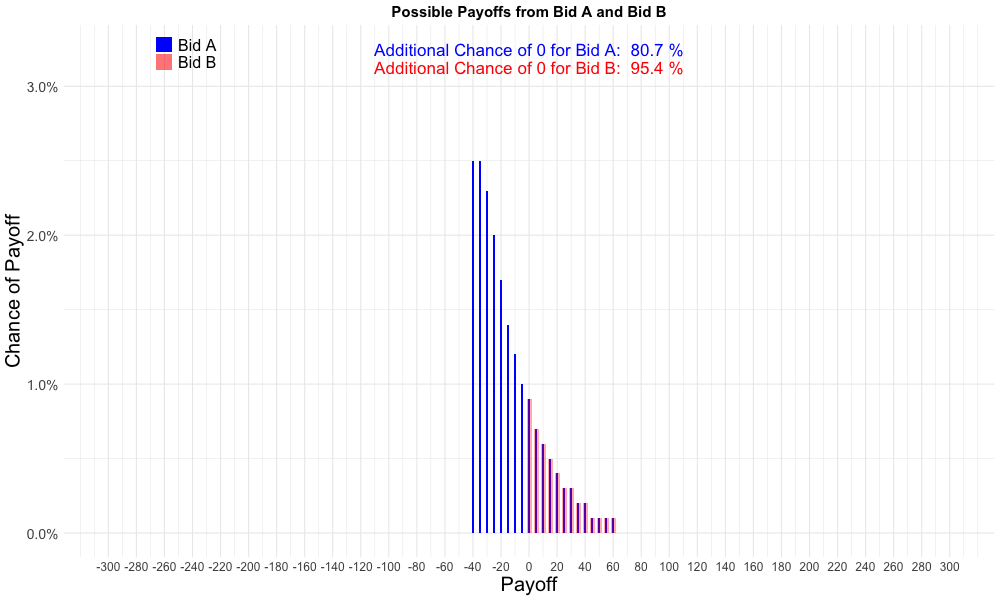 Possible Payoffs from Bid A and Bid B
Bid A
Bid B
Additional Chance of 0 for Bid A: 80.7 %
Additional Chance of 0 for Bid B: 95.4 %
Chance of Payoff
3.0%
2.0%
1.0%
0.0%
-300 -280 -260 -240 -220 -200 -180 -160 -140 -120 -100 -80 -60 -40 -20 0 20 40 60 80 100 120 140 160 180 200 220 240 260 280 300
Payoff